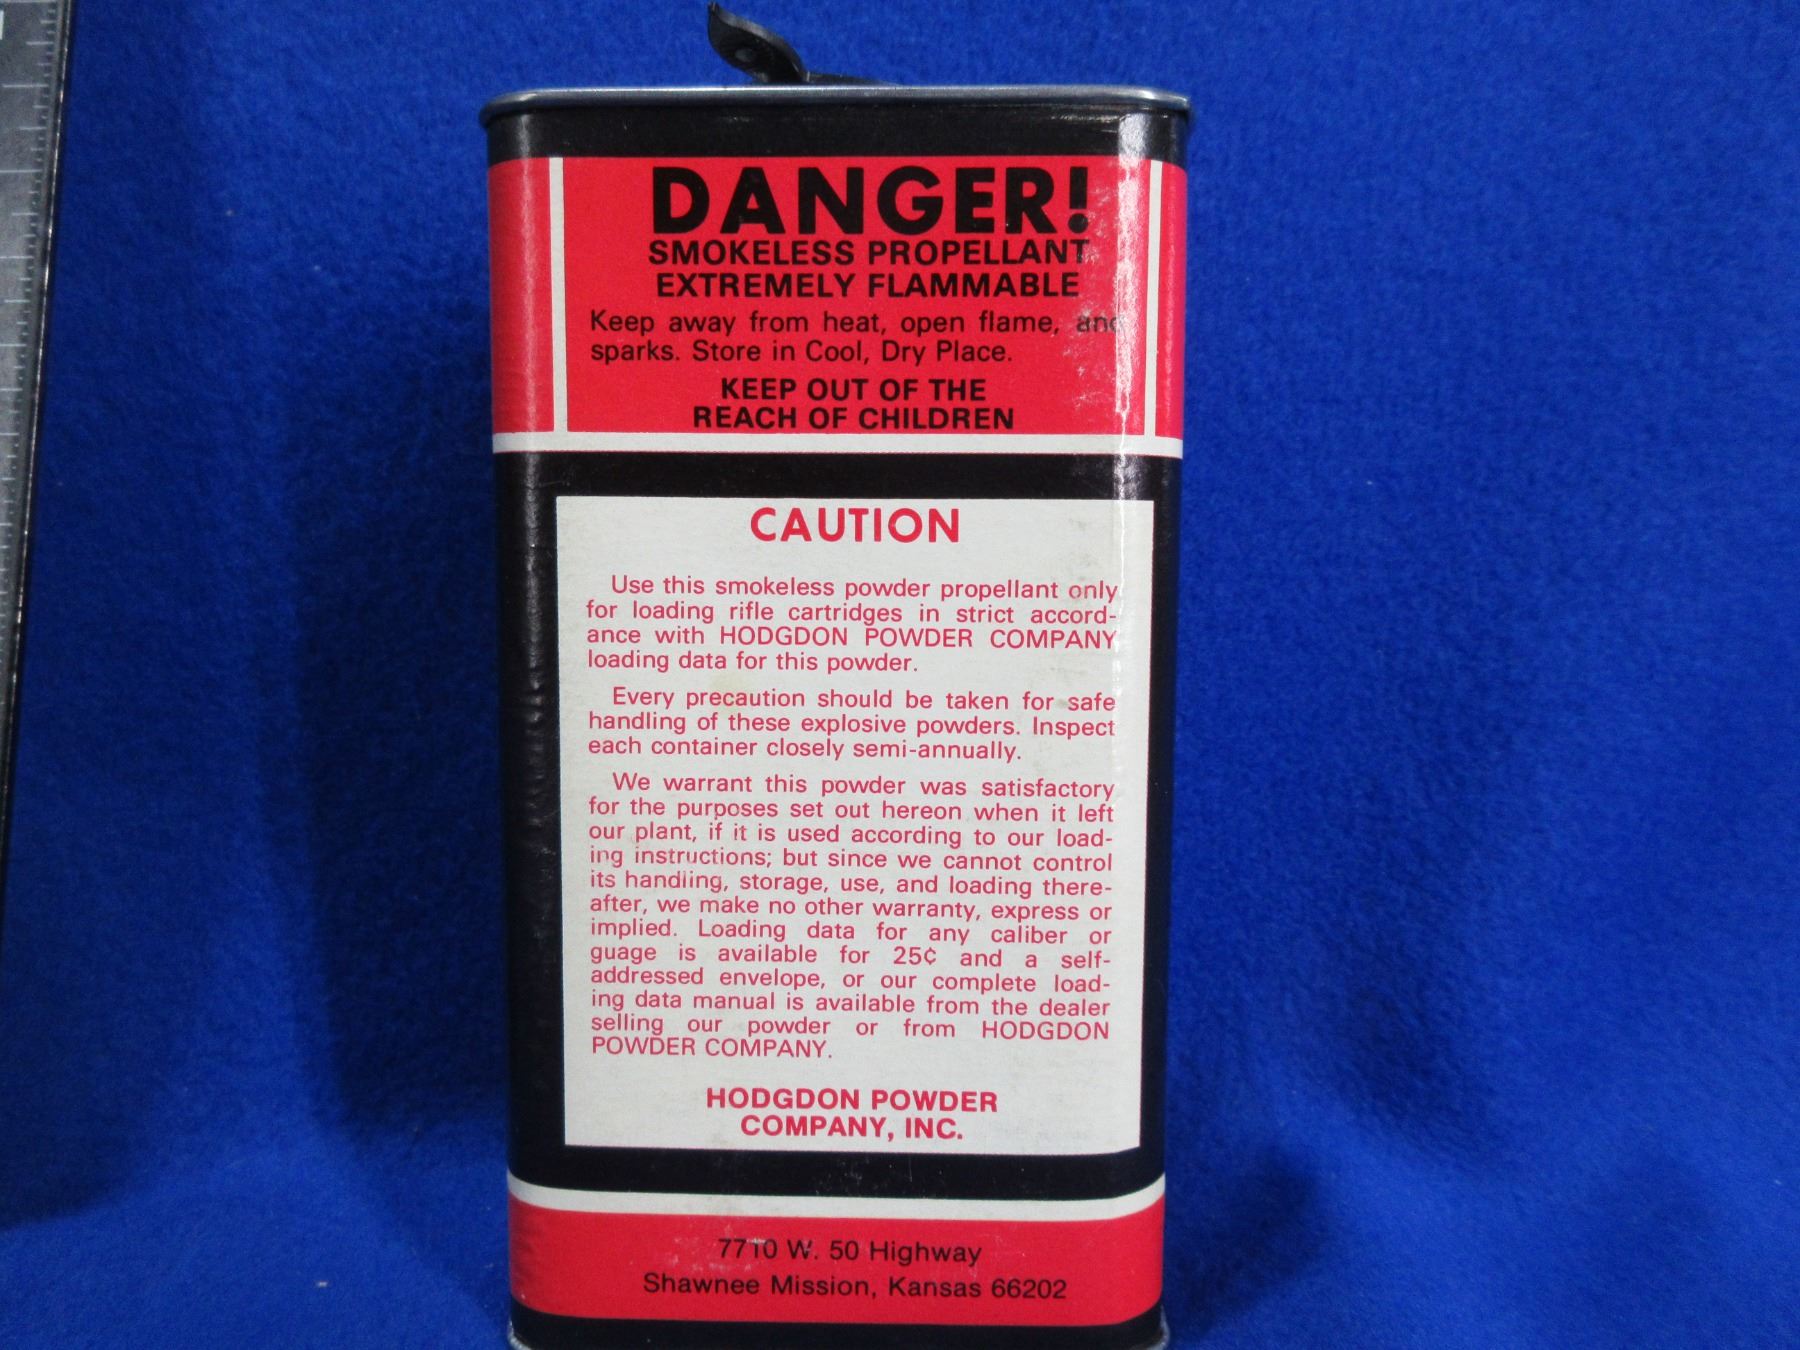 DANGER!
SMOKELESS PROPELLANT
EXTREMELY FLAMMABLE
Keep away from heat, open flame, and
sparks. Store in Cool, Dry Place.
KEEP OUT OF THE
REACH OF CHILDREN
CAUTION
Use this smokeless powder propellant only
for loading rifle cartridges in strict accord-
ance with HODGDON POWDER COMPANY
loading data for this powder.
Every precaution should be taken for safe
handling of these explosive powders. Inspect
each container closely semi-annually.
We warrant this powder was satisfactory
for the purposes set out hereon when it left
our plant, if it is used according to our load-
ing instructions; but since we cannot control
its handling, storage, use, and loading there-
after, we make no other warranty, express or
implied. Loading data for any caliber or
guage is available for 25¢ and a self-
addressed envelope, or our complete load-
ing data manual is available from the dealer
selling our powder or from HODGDON
POWDER COMPANY.
HODGDON POWDER
COMPANY, INC.
7710 W. 50 Highway
Shawnee Mission, Kansas 66202